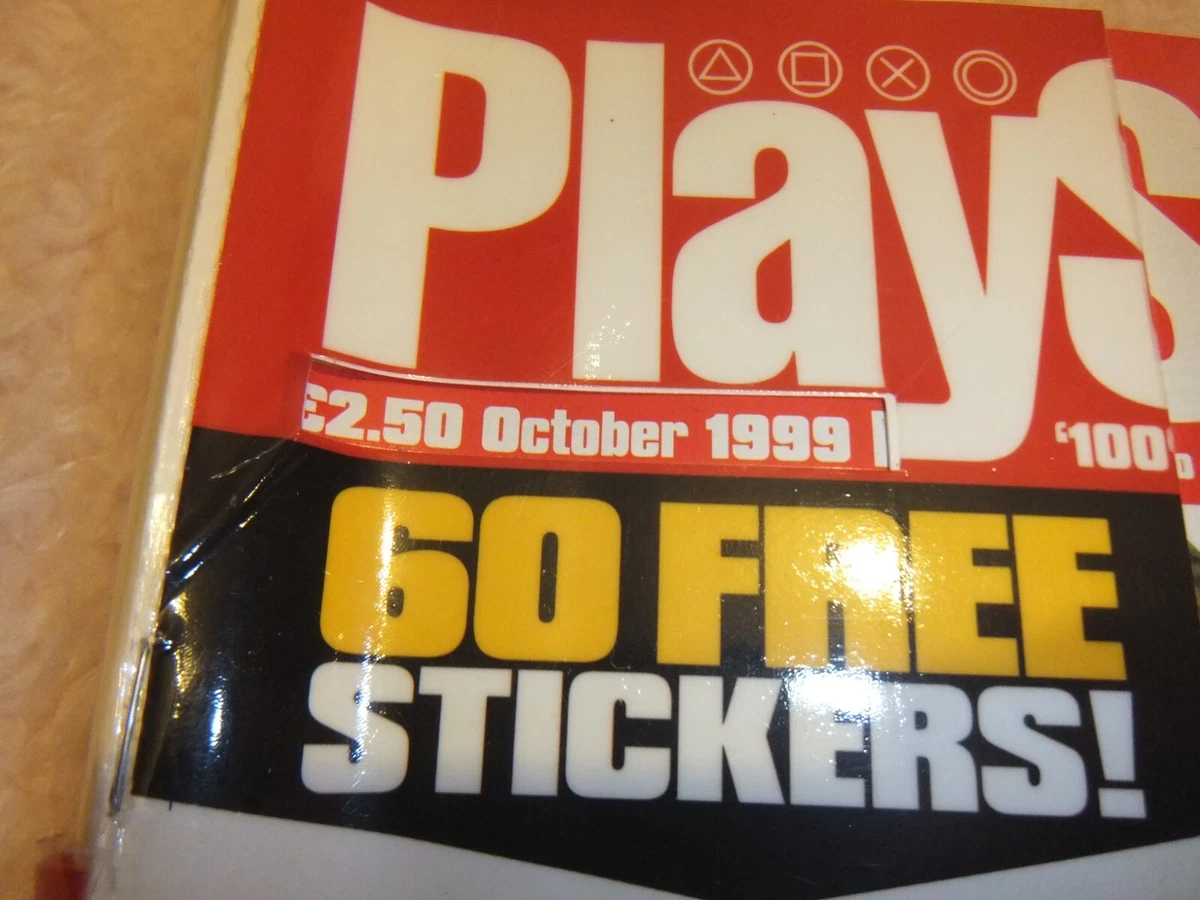 PlayS
£2.50 October 1999
'100'
60 FREE
STICKERS!